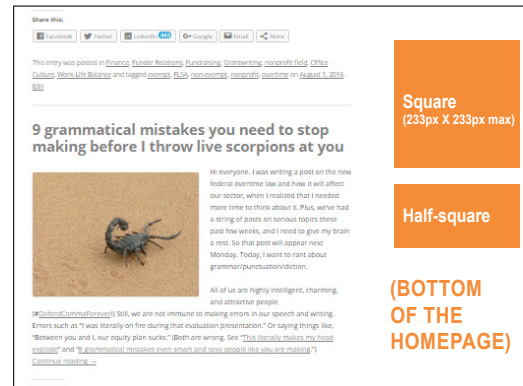 Share this:
Facebook Twitter LinkedIn 445 Google Email More
This entry was posted in Finance, Funder Relations, Fundraising, Grantwriting, nonprofit field, Office
Culture, Work-Life Balance and tagged exempt, FLSA, non-exempt, nonprofit, overtime on August 1, 2016.
Edit
9 grammatical mistakes you need to stop
making before I throw live scorpions at you
Hi everyone. I was writing a post on the new
federal overtime law and how it will affect
our sector, when I realized that I needed
more time to think about it. Plus, we've had
a string of posts on serious topics these
past few weeks, and I need to give my brain
a rest. So that post will appear next
Monday. Today, I want to rant about
grammar/punctuation/diction.
All of us are highly intelligent, charming,
and attractive people
(#OxfordCommaForever!) Still, we are not immune to making errors in our speech and writing.
Errors such as "I was literally on fire during that evaluation presentation." Or saying things like,
"Between you and I, our equity plan sucks." (Both are wrong. See "This literally makes my head
explode" and "8 grammatical mistakes even smart and sexy people like you are making.")
Continue reading →
Square
(233px X 233px max)
Half-square
(BOTTOM
OF THE
HOMEPAGE)